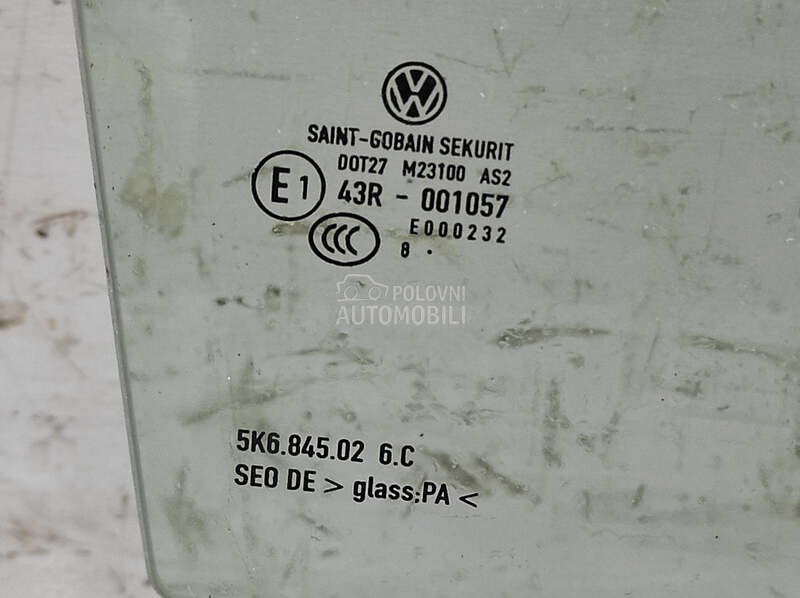 VW
SAINT-GOBAIN SEKURIT
DOT27 M23100 AS2
E1 43R - 001057
E000232
CCC 8 .
POLOVNI
AUTOMOBILI
5K6.845.02 6.C
SEO DE > glass:PA <